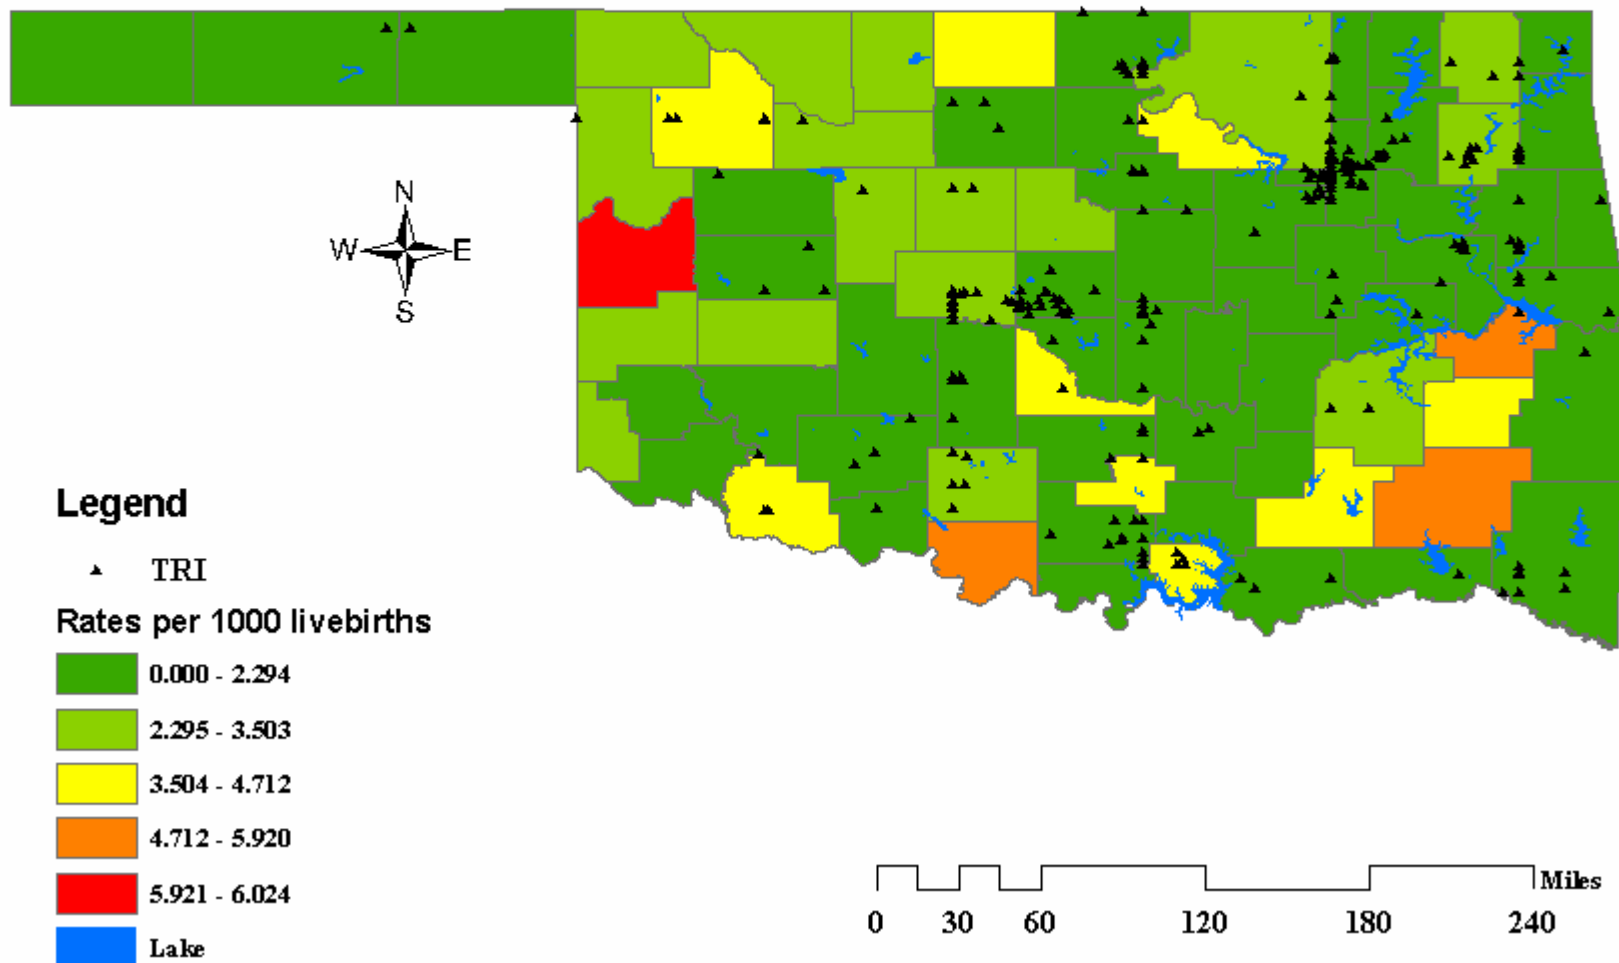 N
W E
S
Legend
TRI
Rates per 1000 livebirths
0.000 - 2.294
2.295 - 3.503
3.504 - 4.712
4.712 - 5.920
5.921 - 6.024
Lake
Miles
0 30 60 120 180 240